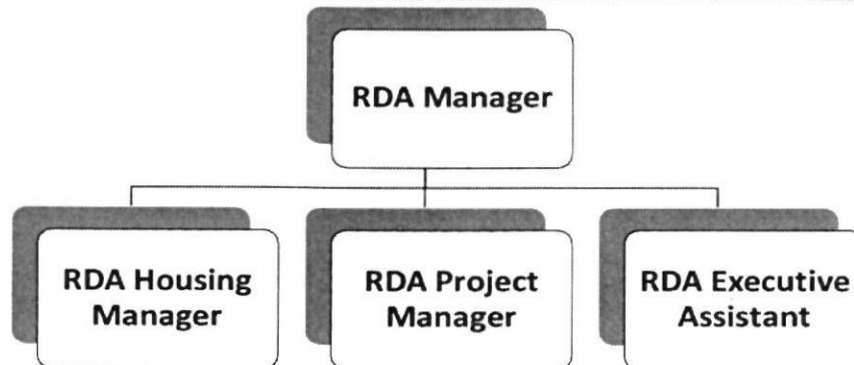 RDA Manager
RDA Housing
Manager
RDA Project
Manager
RDA Executive
Assistant